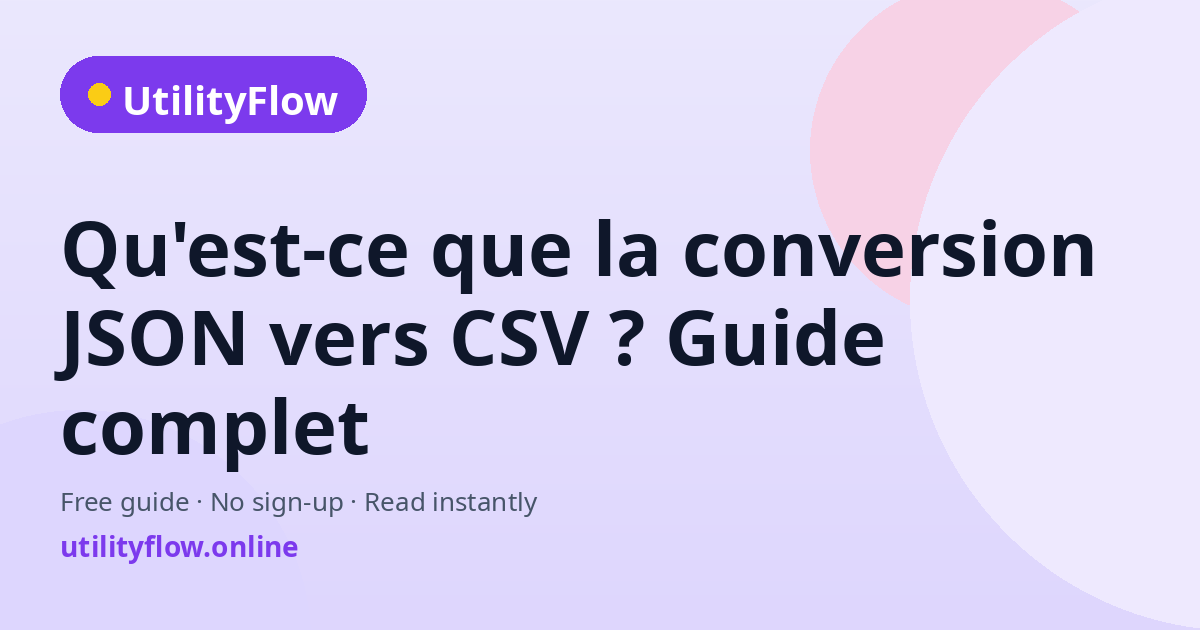 UtilityFlow
Qu'est-ce que la conversion
JSON vers CSV ? Guide
complet
Free guide · No sign-up · Read instantly
utilityflow.online